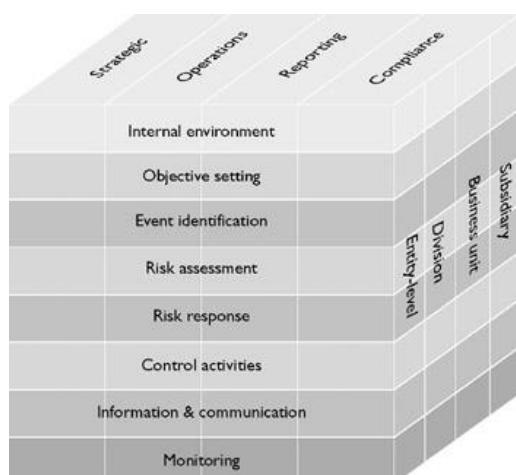 Strategic
Operations
Reporting
Compliance
Internal environment
Objective setting
Event identification
Risk assessment
Risk response
Control activities
Information & communication
Monitoring
Entity-level
Division
Business unit
Subsidiary